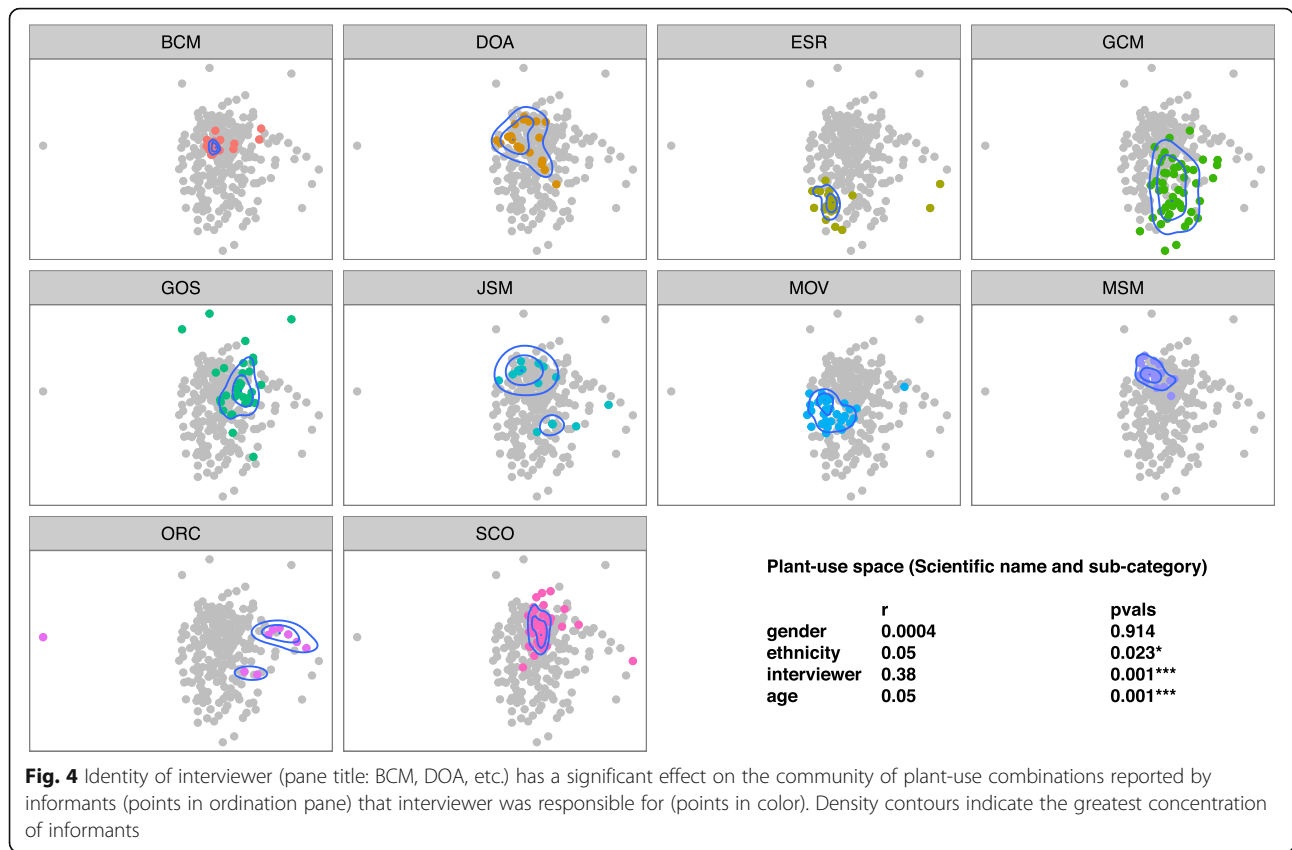 BCM
DOA
ESR
GCM
GOS
JSM
MOV
MSM
ORC
SCO
Plant-use space (Scientific name and sub-category)
r pvals
gender 0.0004 0.914
ethnicity 0.05 0.023*
interviewer 0.38 0.001***
age 0.05 0.001***
Fig. 4 Identity of interviewer (pane title: BCM, DOA, etc.) has a significant effect on the community of plant-use combinations reported by
informants (points in ordination pane) that interviewer was responsible for (points in color). Density contours indicate the greatest concentration
of informants